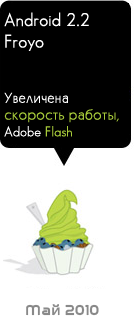 Android 2.2
Froyo
Увеличена
скорость работы,
Adobe Flash
Май 2010